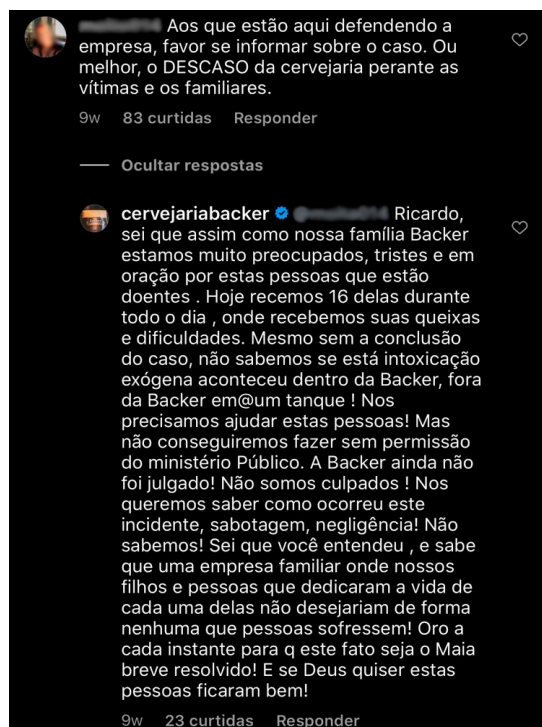 Aos que estão aqui defendendo a
empresa, favor se informar sobre o caso. Ou
melhor, o DESCASO da cervejaria perante as
vítimas e os familiares.
9w 83 curtidas Responder
Ocultar respostas
cervejariabacker Ricardo,
sei que assim como nossa família Backer
estamos muito preocupados, tristes e em
oração por estas pessoas que estão
doentes . Hoje recemos 16 delas durante
todo o dia , onde recebemos suas queixas
e dificuldades. Mesmo sem a conclusão
do caso, não sabemos se está intoxicação
exógena aconteceu dentro da Backer, fora
da Backer em@um tanque ! Nos
precisamos ajudar estas pessoas! Mas
não conseguiremos fazer sem permissão
do ministério Público. A Backer ainda não
foi julgado! Não somos culpados ! Nos
queremos saber como ocorreu este
incidente, sabotagem, negligência! Não
sabemos! Sei que você entendeu , e sabe
que uma empresa familiar onde nossos
filhos e pessoas que dedicaram a vida de
cada uma delas não desejariam de forma
nenhuma que pessoas sofressem! Oro a
cada instante para q este fato seja o Maia
breve resolvido! E se Deus quiser estas
pessoas ficaram bem!
9w 23 curtidas Responder